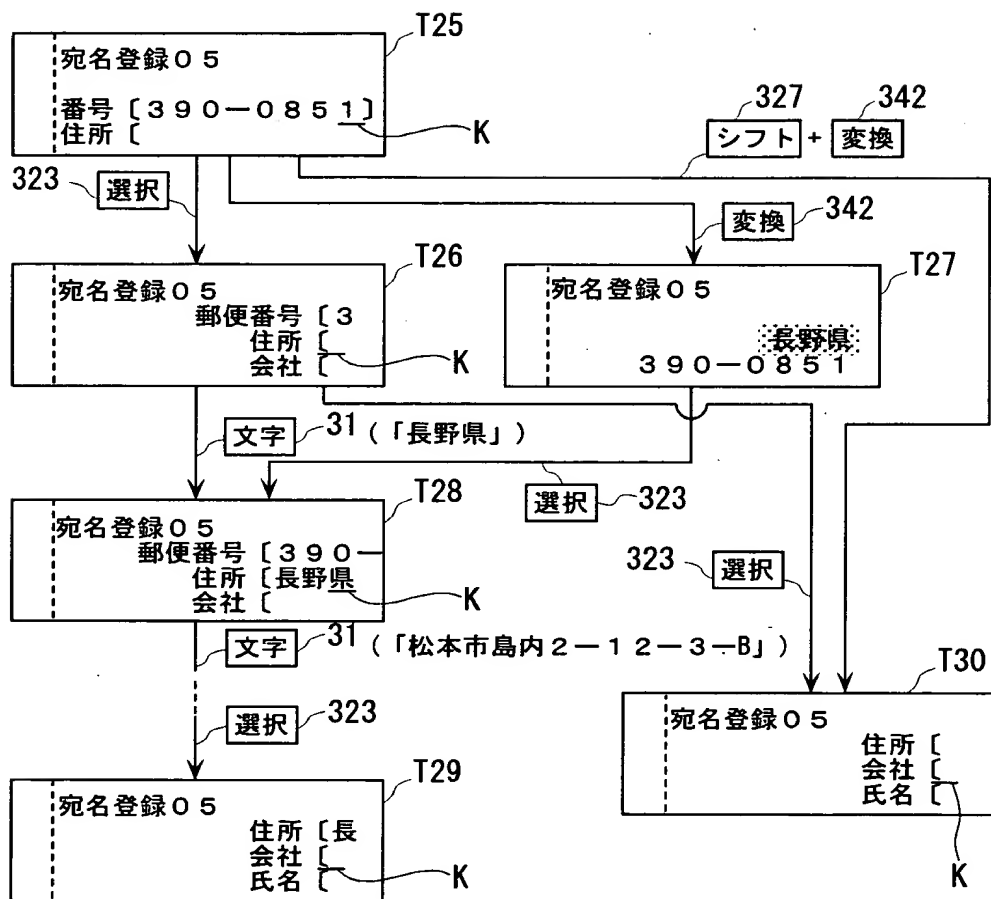 T25
宛名登録05
番号〔390−0851〕
住所〔
K
327
342
シフト + 変換
323
選択
変換
342
T26
宛名登録05
郵便番号〔3
住所〔
会社〔
K
T27
宛名登録05
長野県
390−0851
文字
31
(「長野県」)
選択
323
T28
宛名登録05
郵便番号〔390−
住所〔長野県
会社〔
K
323
選択
文字
31
(「松本市島内2−12−3−B」)
選択
323
T29
宛名登録05
住所〔長
会社〔
氏名〔
K
T30
宛名登録05
住所〔
会社〔
氏名〔
K